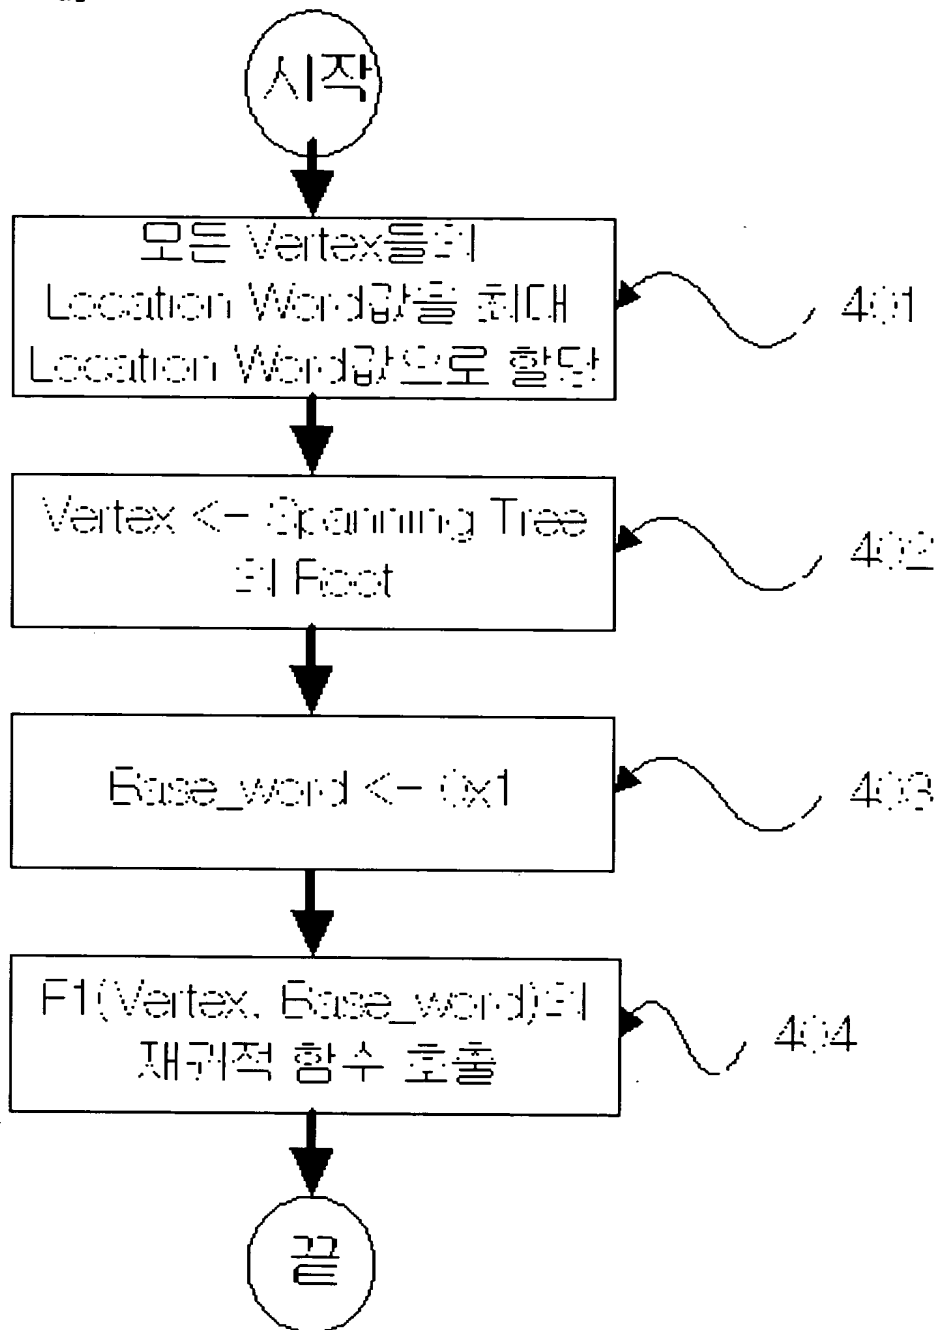 시작
모든 Vertex들의
Location Word값을 최대
Location Word값으로 할당
401
Vertex <- Spanning Tree
의 Root
402
Base_word <- 0x1
403
F1(Vertex, Base_word)의
재귀적 함수 호출
404
끝